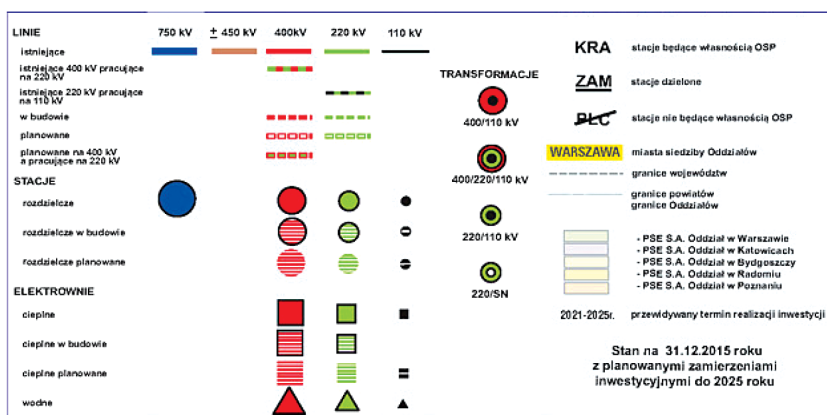 LINIE
750 kV
± 450 kV
400kV
220 kV
110 kV
istniejące
istniejące 400 kV pracujące
na 220 kV
istniejące 220 kV pracujące
na 110 kV
w budowie
planowane
planowane na 400 kV
a pracujące na 220 kV
STACJE
rozdzielcze
rozdzielcze w budowie
rozdzielcze planowane
ELEKTROWNIE
cieplne
cieplne w budowie
cieplne planowane
wodne
TRANSFORMACJE
400/110 kV
400/220/110 kV
220/110 kV
220/SN
KRA
stacje będące własnością OSP
ZAM
stacje dzielone
PŁC
stacje nie będące własnością OSP
WARSZAWA
miasta siedziby Oddziałów
granice województw
granice powiatów
granice Oddziałów
- PSE S.A. Oddział w Warszawie
- PSE S.A. Oddział w Katowicach
- PSE S.A. Oddział w Bydgoszczy
- PSE S.A. Oddział w Radomiu
- PSE S.A. Oddział w Poznaniu
2021-2025r.
przewidywany termin realizacji inwestycji
Stan na 31.12.2015 roku
z planowanymi zamierzeniami
inwestycyjnymi do 2025 roku